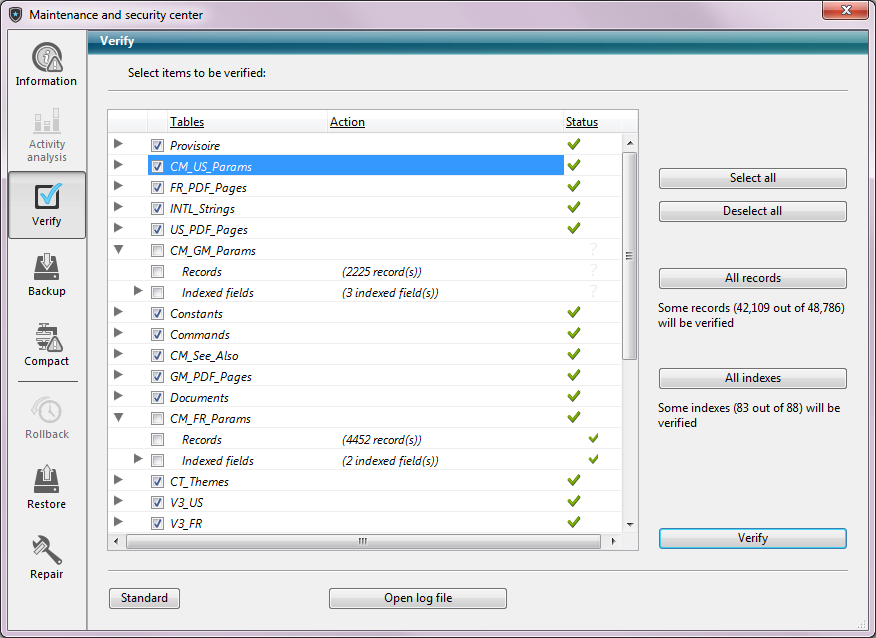 Maintenance and security center
Verify
Information
Activity
analysis
Verify
Backup
Compact
Rollback
Restore
Repair
Select items to be verified:
Tables Action Status
Provisoire
CM_US_Params
FR_PDF_Pages
INTL_Strings
US_PDF_Pages
CM_GM_Params ?
Records (2225 record(s)) ?
Indexed fields (3 indexed field(s)) ?
Constants
Commands
CM_See_Also
GM_PDF_Pages
Documents
CM_FR_Params
Records (4452 record(s))
Indexed fields (2 indexed field(s))
CT_Themes
V3_US
V3_FR
Select all
Deselect all
All records
Some records (42,109 out of 48,786)
will be verified
All indexes
Some indexes (83 out of 88) will be
verified
Verify
Standard
Open log file